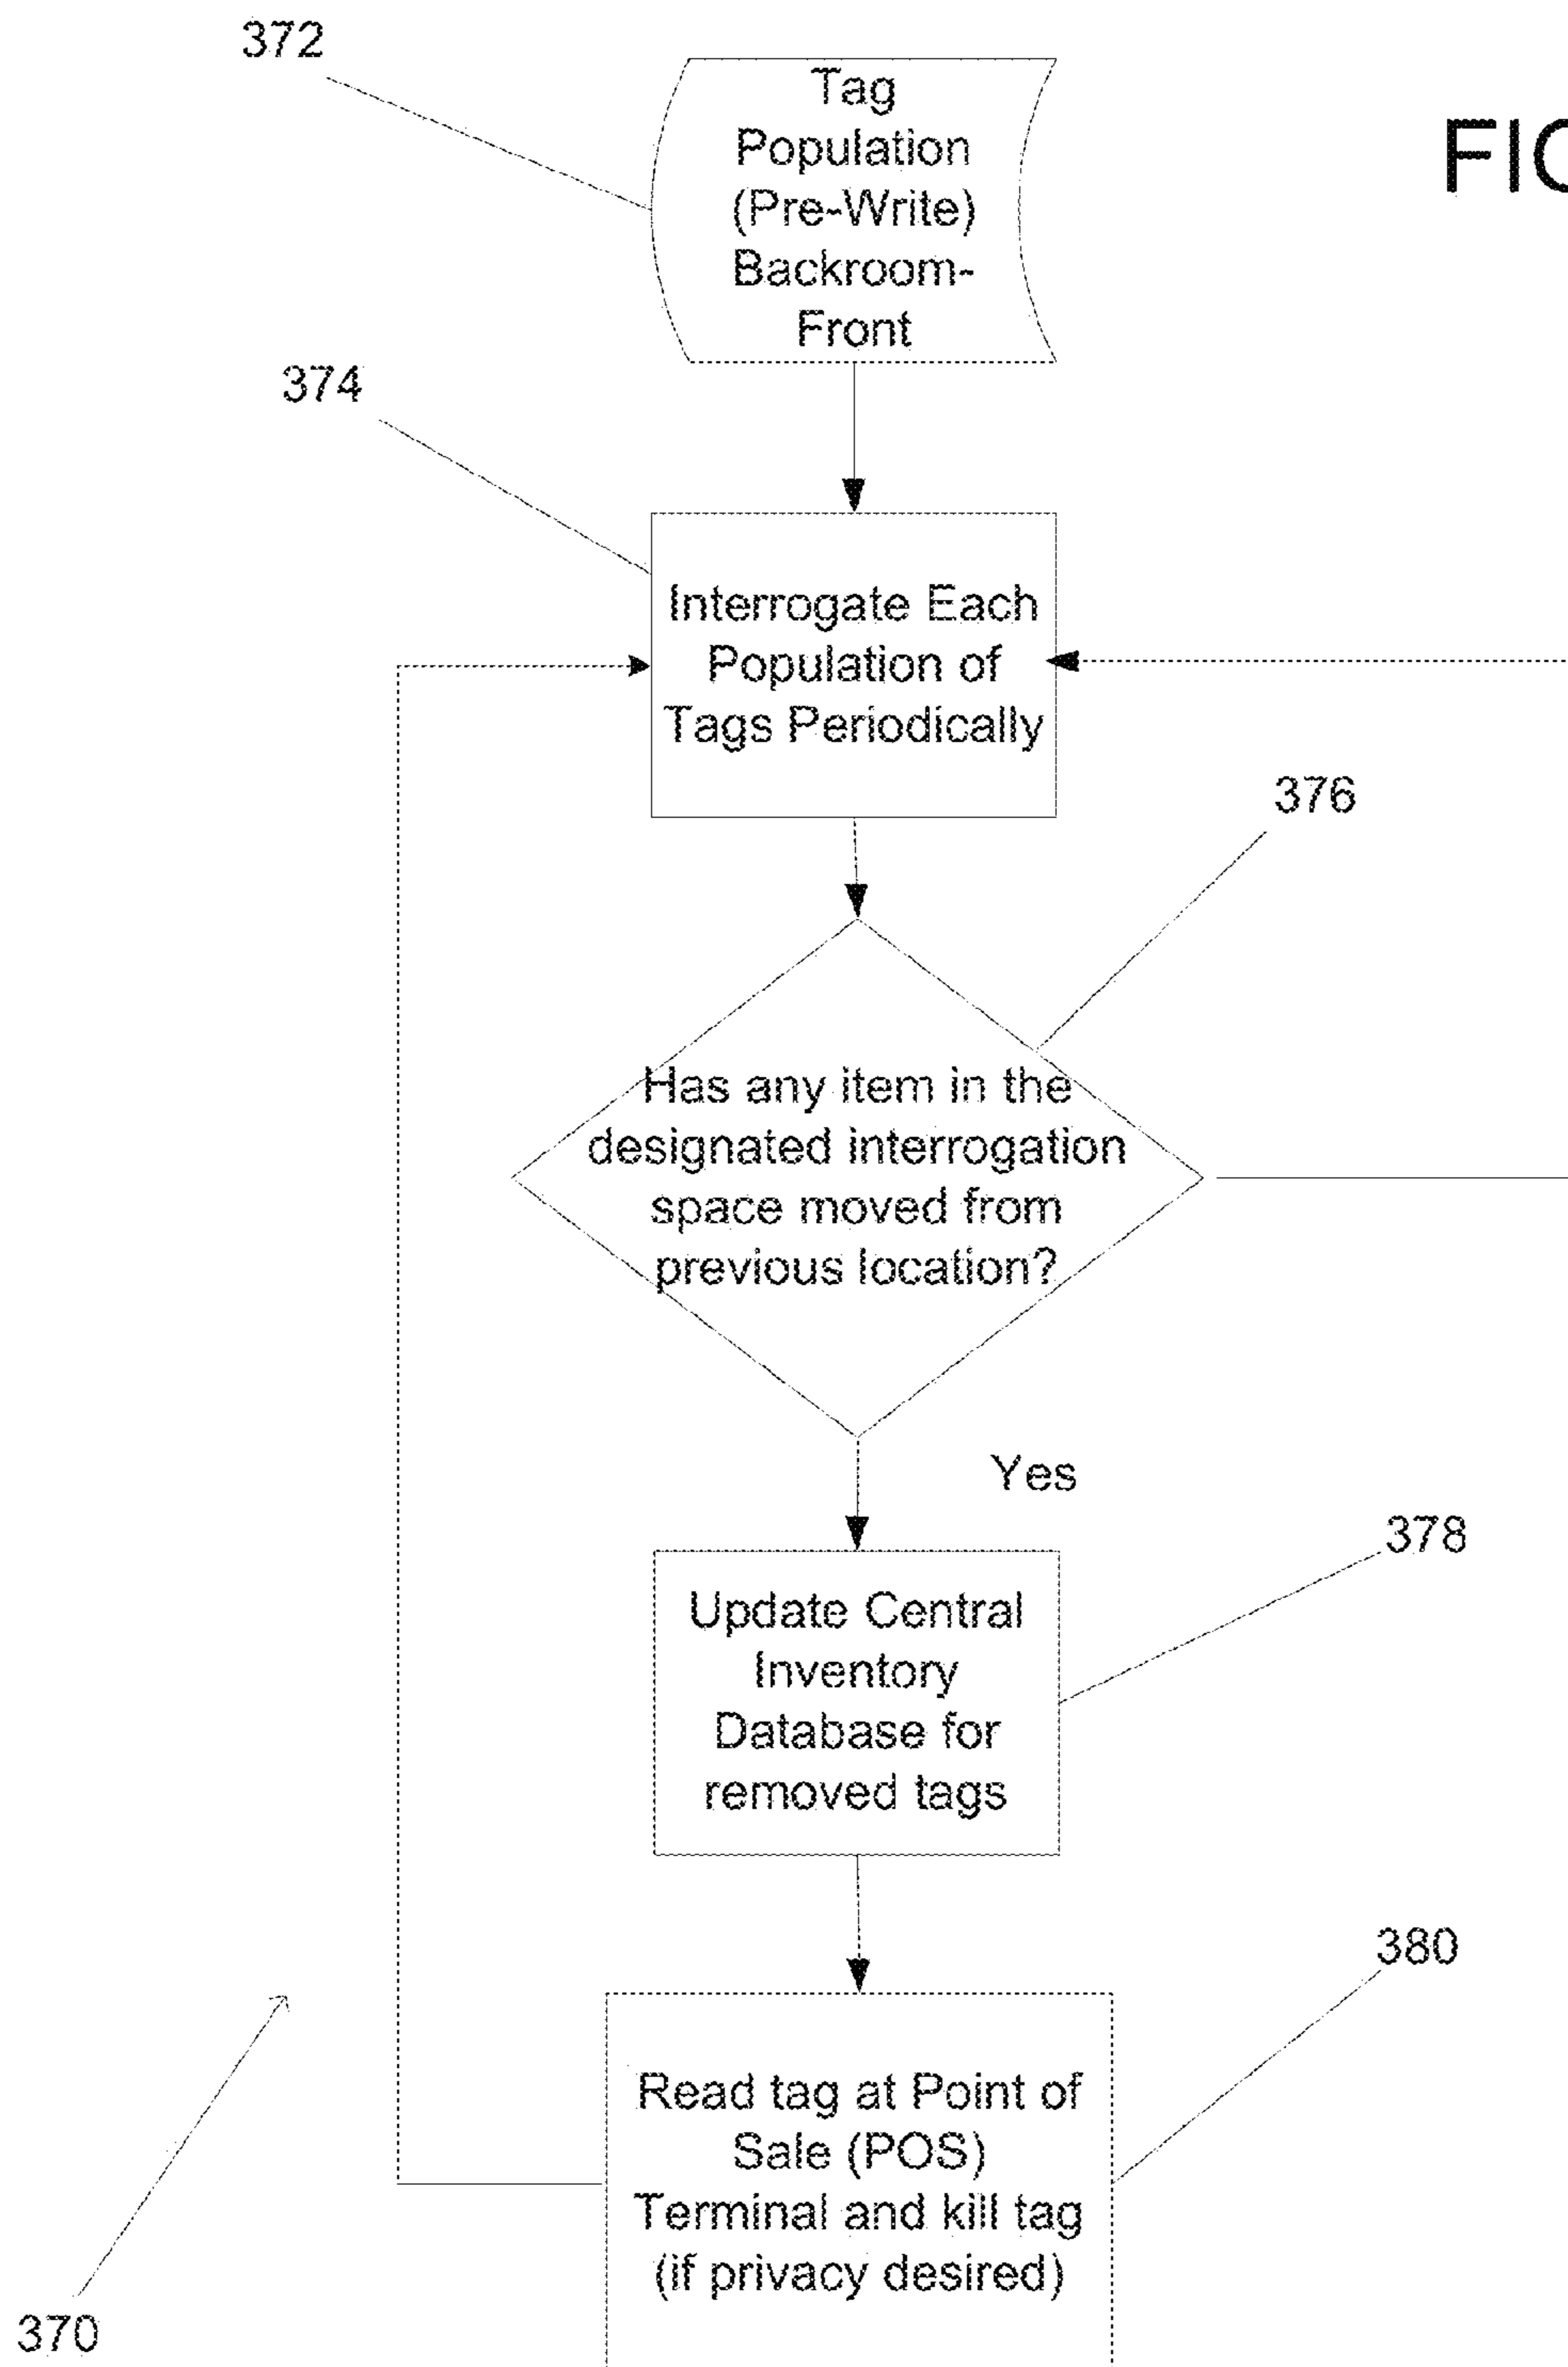 372
Tag
Population
(Pre-Write)
Backroom-
Front
FIG
374
Interrogate Each
Population of
Tags Periodically
376
Has any item in the
designated interrogation
space moved from
previous location?
Yes
378
Update Central
Inventory
Database for
removed tags
380
Read tag at Point of
Sale (POS)
Terminal and kill tag
(if privacy desired)
370